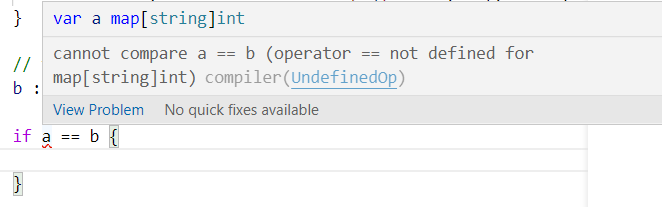 } var a map[string]int
cannot compare a == b (operator == not defined for
// map[string]int) compiler(UndefinedOp)
b :
View Problem No quick fixes available
if a == b {
}